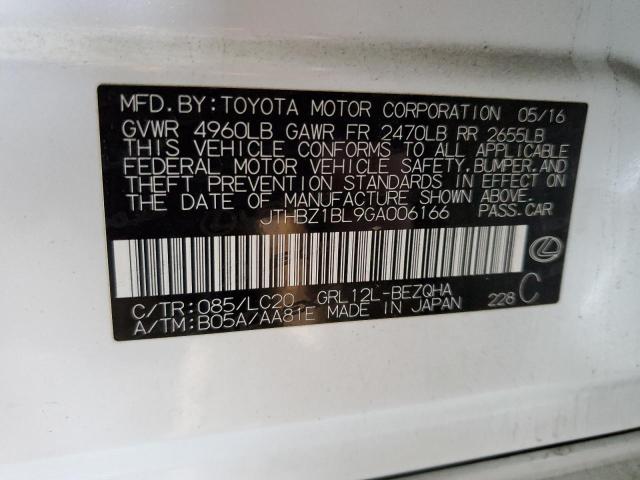 MFD. BY: TOYOTA MOTOR CORPORATION 05/16
GVWR 4960LB GAWR FR 2470LB RR 2655LB
THIS VEHICLE CONFORMS TO ALL APPLICABLE
FEDERAL MOTOR VEHICLE SAFETY, BUMPER, AND
THEFT PREVENTION STANDARDS IN EFFECT ON
THE DATE OF MANUFACTURE SHOWN ABOVE.
JTHBZ1BL9GA006166 PASS. CAR
C/TR: 085/LC20 GRL12L-BEZQHA
A/TM: B05A/AA81E MADE IN JAPAN 228 C